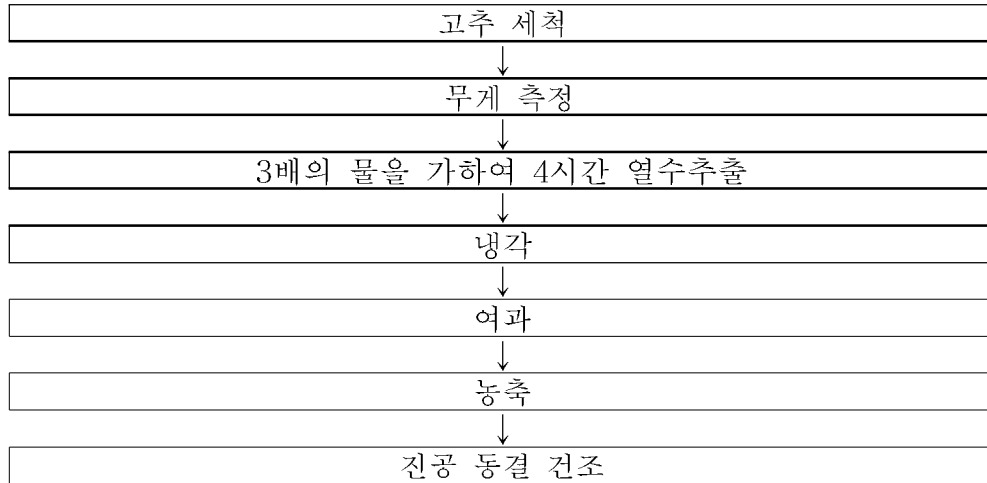 고추 세척
무게 측정
3배의 물을 가하여 4시간 열수추출
냉각
여과
농축
진공 동결 건조